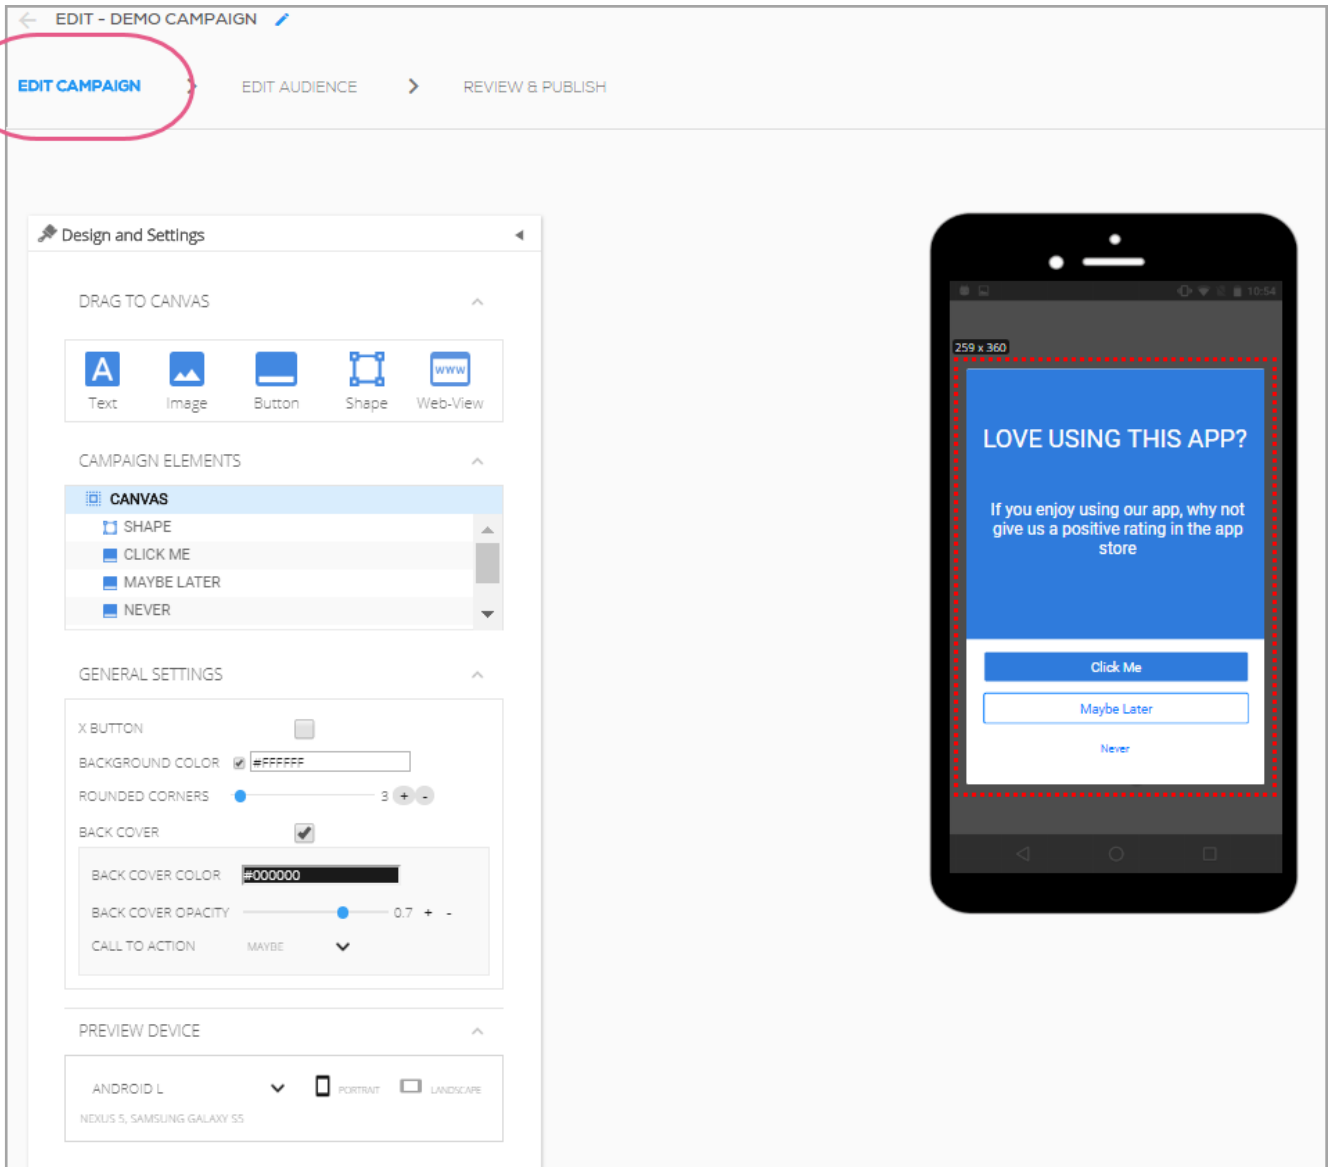 EDIT - DEMO CAMPAIGN
EDIT CAMPAIGN
EDIT AUDIENCE
REVIEW & PUBLISH
Design and Settings
DRAG TO CANVAS
A
www
Text
Image
Button
Shape
Web-View
CAMPAIGN ELEMENTS
CANVAS
SHAPE
CLICK ME
MAYBE LATER
NEVER
GENERAL SETTINGS
X BUTTON
BACKGROUND COLOR #FFFFFF
ROUNDED CORNERS 3 + -
BACK COVER
BACK COVER COLOR #000000
BACK COVER OPACITY 0.7 + -
CALL TO ACTION MAYBE
PREVIEW DEVICE
ANDROID L
PORTRAIT
LANDSCAPE
NEXUS 5, SAMSUNG GALAXY S5
10:54
259 x 360
LOVE USING THIS APP?
If you enjoy using our app, why not
give us a positive rating in the app
store
Click Me
Maybe Later
Never